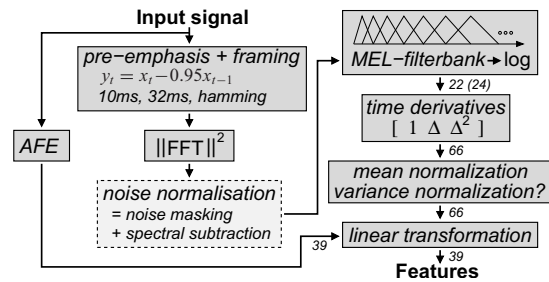 Input signal
pre-emphasis + framing
y_t = x_t − 0.95x_{t−1}
10ms, 32ms, hamming
AFE
||FFT||²
noise normalisation
= noise masking
+ spectral subtraction
39
MEL-filterbank → log
22 (24)
time derivatives
[ 1 Δ Δ² ]
66
mean normalization
variance normalization?
66
linear transformation
39
Features